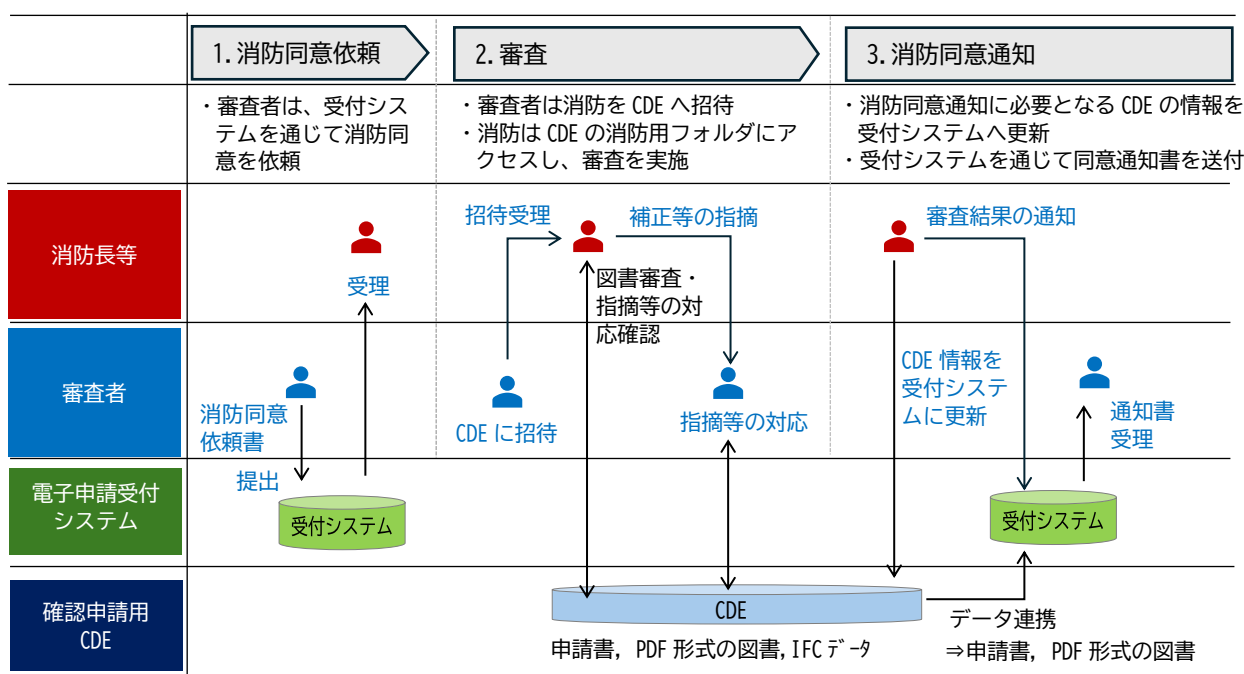 1.消防同意依頼
2.審査
3.消防同意通知
・審査者は、受付シス
テムを通じて消防同
意を依頼
・審査者は消防を CDE へ招待
・消防は CDE の消防用フォルダにア
クセスし、審査を実施
・消防同意通知に必要となる CDE の情報を
受付システムへ更新
・受付システムを通じて同意通知書を送付
消防長等
受理
招待受理
補正等の指摘
図書審査・
指摘等の対
応確認
審査結果の通知
審査者
消防同意
依頼書
CDE に招待
指摘等の対応
CDE 情報を
受付システ
ムに更新
通知書
受理
電子申請受付
システム
提出
受付システム
受付システム
確認申請用
CDE
CDE
申請書, PDF 形式の図書, IFC ﾃﾞｰﾀ
データ連携
⇒申請書, PDF 形式の図書